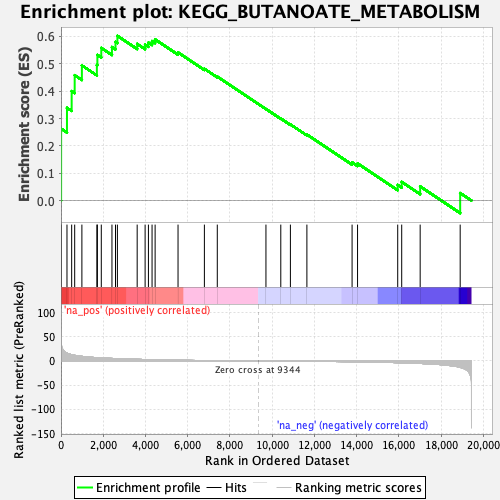 Enrichment plot: KEGG_BUTANOATE_METABOLISM
Enrichment score (ES)
0.6
0.5
0.4
0.3
0.2
0.1
0.0
'na_pos' (positively correlated)
Ranked list metric (PreRanked)
100
50
0
-50
-100
-150
Zero cross at 9344
'na_neg' (negatively correlated)
0 2,000 4,000 6,000 8,000 10,000 12,000 14,000 16,000 18,000 20,000
Rank in Ordered Dataset
Enrichment profile Hits Ranking metric scores